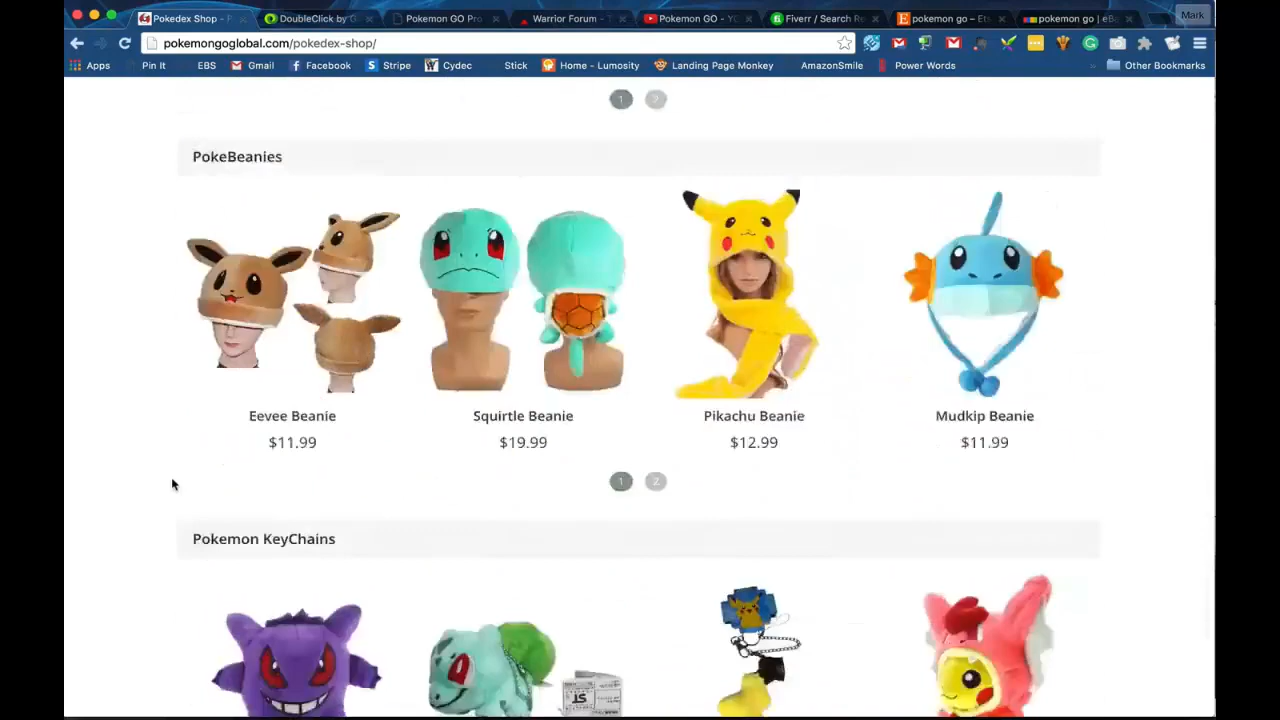 Pokedex Shop - P
DoubleClick by G
Pokemon GO Pro
Warrior Forum - T
Pokemon GO - YO
Fiverr / Search Re
pokemon go – Ets
pokemon go | eBa
Mark
pokemongoglobal.com/pokedex-shop/
Apps
Pin It
EBS
Gmail
Facebook
Stripe
Cydec
Stick
Home - Lumosity
Landing Page Monkey
AmazonSmile
Power Words
»
Other Bookmarks
1 2
PokeBeanies
Eevee Beanie
Squirtle Beanie
Pikachu Beanie
Mudkip Beanie
$11.99
$19.99
$12.99
$11.99
1 2
Pokemon KeyChains